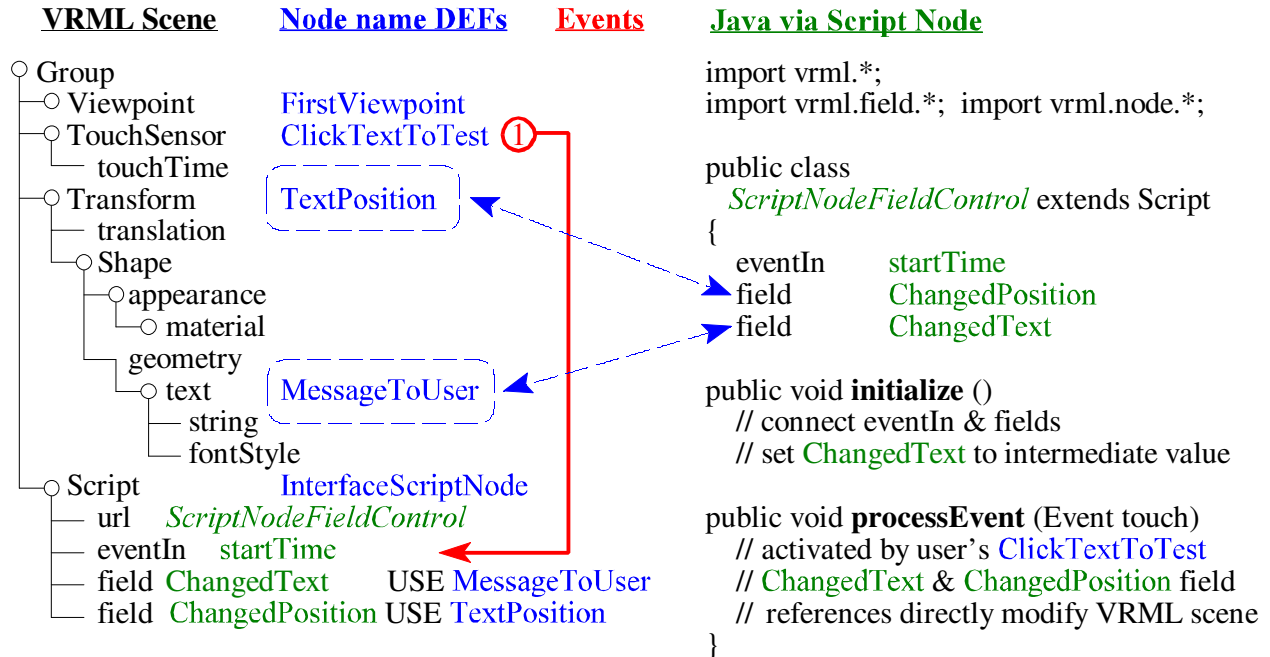 VRML Scene Node name DEFs Events Java via Script Node
Group
Viewpoint FirstViewpoint
TouchSensor ClickTextToTest 1
touchTime
Transform TextPosition
translation
Shape
appearance
material
geometry
text MessageToUser
string
fontStyle
Script InterfaceScriptNode
url ScriptNodeFieldControl
eventIn startTime
field ChangedText USE MessageToUser
field ChangedPosition USE TextPosition
import vrml.*;
import vrml.field.*; import vrml.node.*;
public class
ScriptNodeFieldControl extends Script
{
eventIn startTime
field ChangedPosition
field ChangedText
public void initialize ()
// connect eventIn & fields
// set ChangedText to intermediate value
public void processEvent (Event touch)
// activated by user's ClickTextToTest
// ChangedText & ChangedPosition field
// references directly modify VRML scene
}